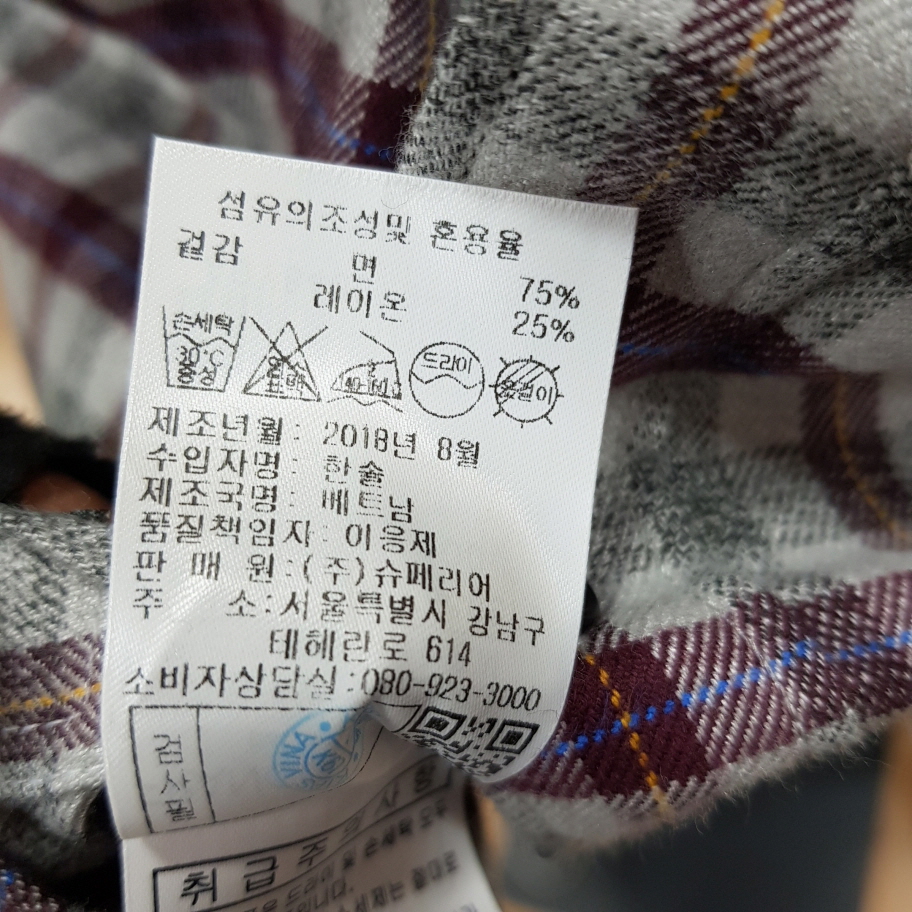 섬유의조성및 혼용율
겉감
면 75%
레이온 25%
손세탁
30°C
중성
드라이
옷걸이
제조년월: 2018년 8월
수입자명: 한솔
제조국명: 베트남
품질책임자: 이응제
판 매 원:(주)슈페리어
주 소:서울특별시 강남구
테헤란로 614
소비자상담실:080-923-3000
검사필
VINA
취급주의사항